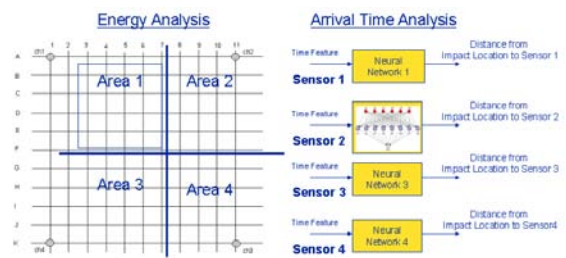 Energy Analysis
Arrival Time Analysis
1 2 3 4 5 6 7 8 9 10 11
ch1
ch2
A
B
C
D
E
F
G
H
I
J
K
Area 1
Area 2
Area 3
Area 4
ch4
ch3
Time Feature
Sensor 1
Neural
Network 1
Distance from
Impact Location to Sensor 1
Time Feature
Sensor 2
Distance from
Impact Location to Sensor 2
Time Feature
Sensor 3
Neural
Network 3
Distance from
Impact Location to Sensor 3
Time Feature
Sensor 4
Neural
Network 4
Distance from
Impact Location to Sensor4